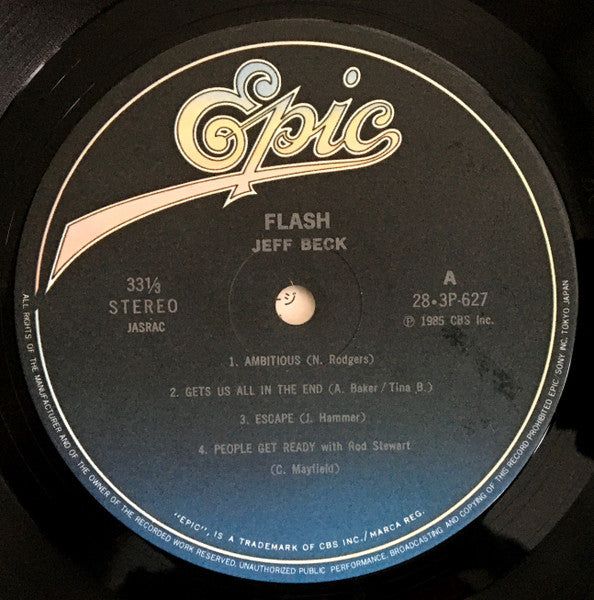 Epic
FLASH
JEFF BECK
33⅓
STEREO
JASRAC
A
28•3P-627
℗ 1985 CBS Inc.
ジ
1. AMBITIOUS (N. Rodgers)
2. GETS US ALL IN THE END (A. Baker/Tina B.)
3. ESCAPE (J. Hammer)
4. PEOPLE GET READY with Rod Stewart
(C. Mayfield)
"EPIC", IS A TRADEMARK OF CBS INC./MARCA REG.
ALL RIGHTS OF THE MANUFACTURER AND OF THE OWNER OF THE RECORDED WORK RESERVED. UNAUTHORIZED PUBLIC PERFORMANCE, BROADCASTING AND COPYING OF THIS RECORD PROHIBITED EPIC, SONY INC. TOKYO JAPAN